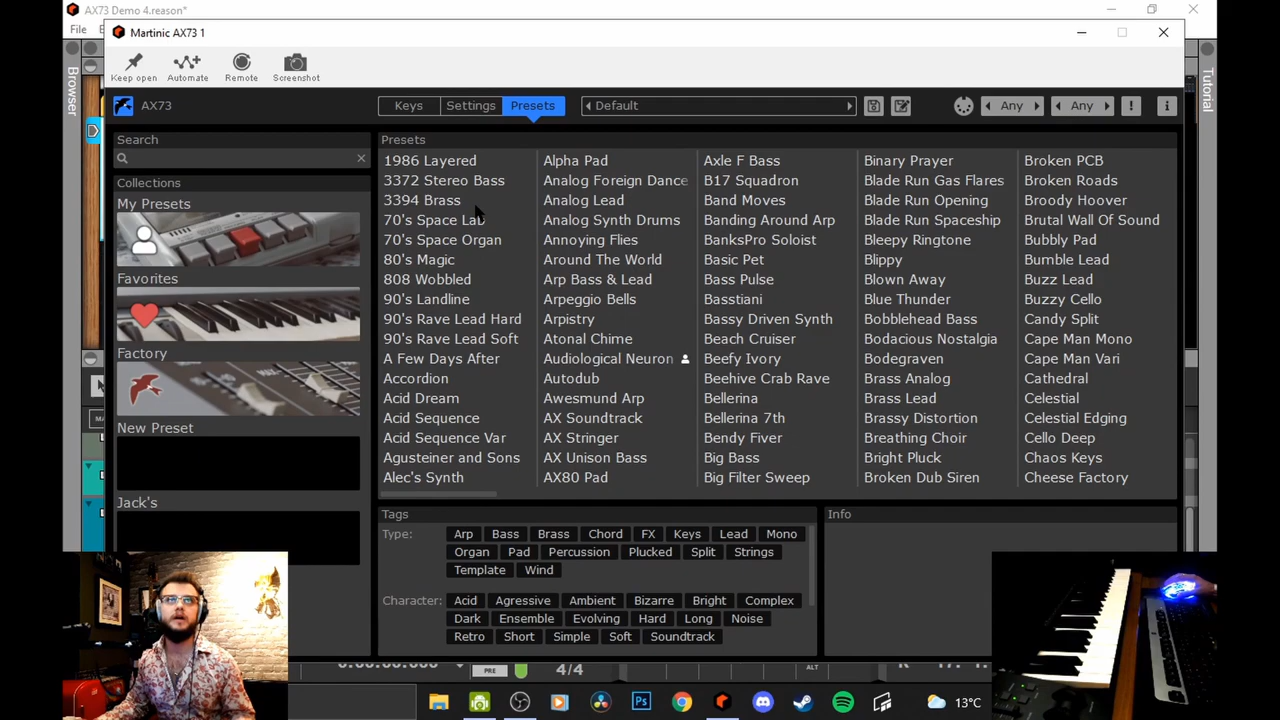 AX73 Demo 4.reason*
File
Martinic AX73 1
Keep open
Automate
Remote
Screenshot
AX73
Keys
Settings
Presets
Default
Any
Any
!
i
Browser
Tutorial
Search
Collections
My Presets
Favorites
Factory
New Preset
Jack's
Presets
1986 Layered
3372 Stereo Bass
3394 Brass
70's Space Lab
70's Space Organ
80's Magic
808 Wobbled
90's Landline
90's Rave Lead Hard
90's Rave Lead Soft
A Few Days After
Accordion
Acid Dream
Acid Sequence
Acid Sequence Var
Agusteiner and Sons
Alec's Synth
Alpha Pad
Analog Foreign Dance
Analog Lead
Analog Synth Drums
Annoying Flies
Around The World
Arp Bass & Lead
Arpeggio Bells
Arpistry
Atonal Chime
Audiological Neuron
Autodub
Awesmund Arp
AX Soundtrack
AX Stringer
AX Unison Bass
AX80 Pad
Axle F Bass
B17 Squadron
Band Moves
Banding Around Arp
BanksPro Soloist
Basic Pet
Bass Pulse
Basstiani
Bassy Driven Synth
Beach Cruiser
Beefy Ivory
Beehive Crab Rave
Bellerina
Bellerina 7th
Bendy Fiver
Big Bass
Big Filter Sweep
Binary Prayer
Blade Run Gas Flares
Blade Run Opening
Blade Run Spaceship
Bleepy Ringtone
Blippy
Blown Away
Blue Thunder
Bobblehead Bass
Bodacious Nostalgia
Bodegraven
Brass Analog
Brass Lead
Brassy Distortion
Breathing Choir
Bright Pluck
Broken Dub Siren
Broken PCB
Broken Roads
Broody Hoover
Brutal Wall Of Sound
Bubbly Pad
Bumble Lead
Buzz Lead
Buzzy Cello
Candy Split
Cape Man Mono
Cape Man Vari
Cathedral
Celestial
Celestial Edging
Cello Deep
Chaos Keys
Cheese Factory
Tags
Type:
Arp Bass Brass Chord FX Keys Lead Mono
Organ Pad Percussion Plucked Split Strings
Template Wind
Character:
Acid Agressive Ambient Bizarre Bright Complex
Dark Ensemble Evolving Hard Long Noise
Retro Short Simple Soft Soundtrack
Info
PRE
4/4
ALT
13°C